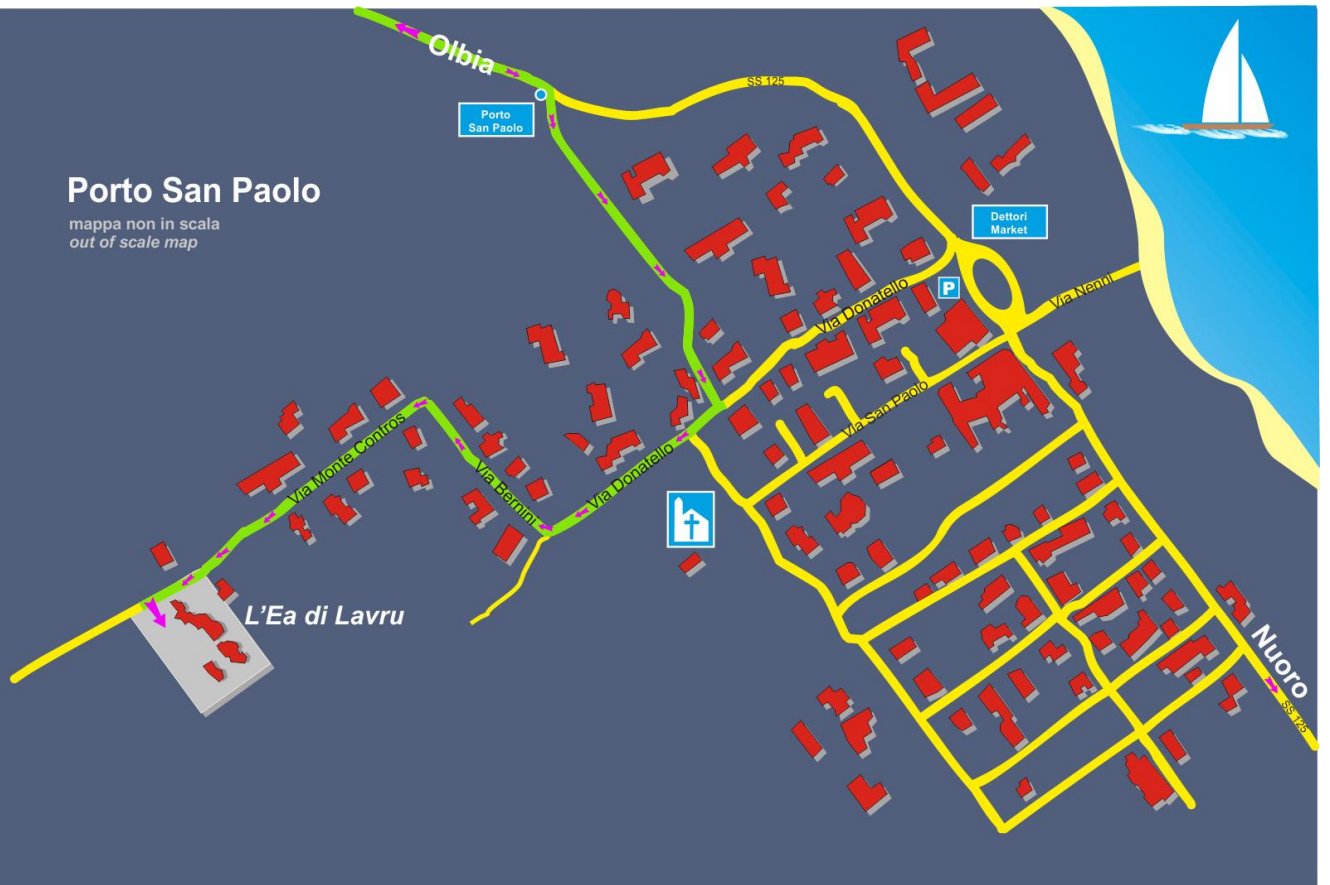 Olbia
SS 125
Porto
San Paolo
Porto San Paolo
mappa non in scala
out of scale map
Dettori
Market
P
Via Nenni
Via Donatello
Via San Paolo
Via Monte Contros
Via Bernini
Via Donatello
L'Ea di Lavru
Nuoro
SS 125